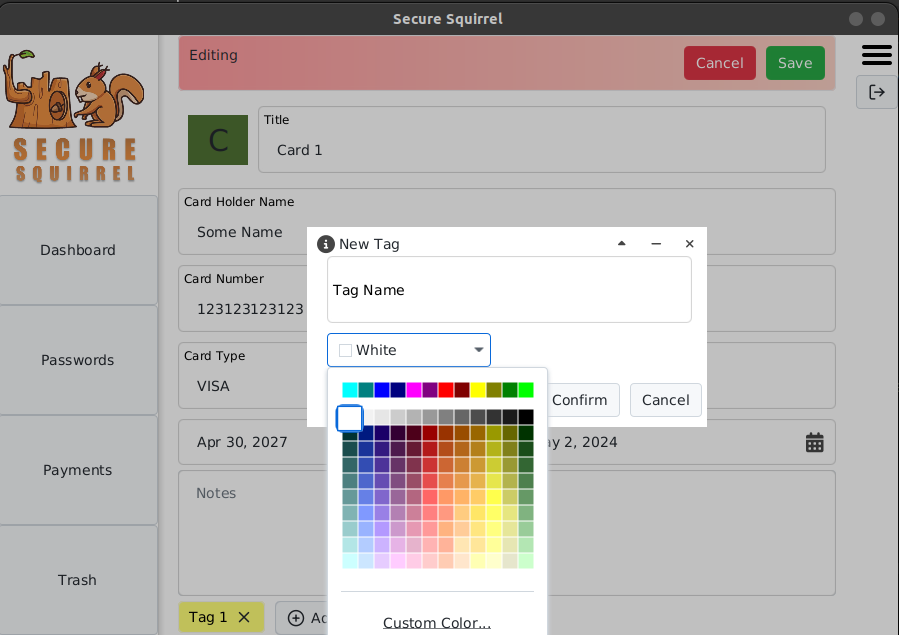 Secure Squirrel
SECURE
SQUIRREL
Dashboard
Passwords
Payments
Trash
Editing
Cancel
Save
C
Title
Card 1
Card Holder Name
Some Name
Card Number
123123123123
Card Type
VISA
Apr 30, 2027
May 2, 2024
Notes
Tag 1
New Tag
Tag Name
White
Confirm
Cancel
Custom Color...